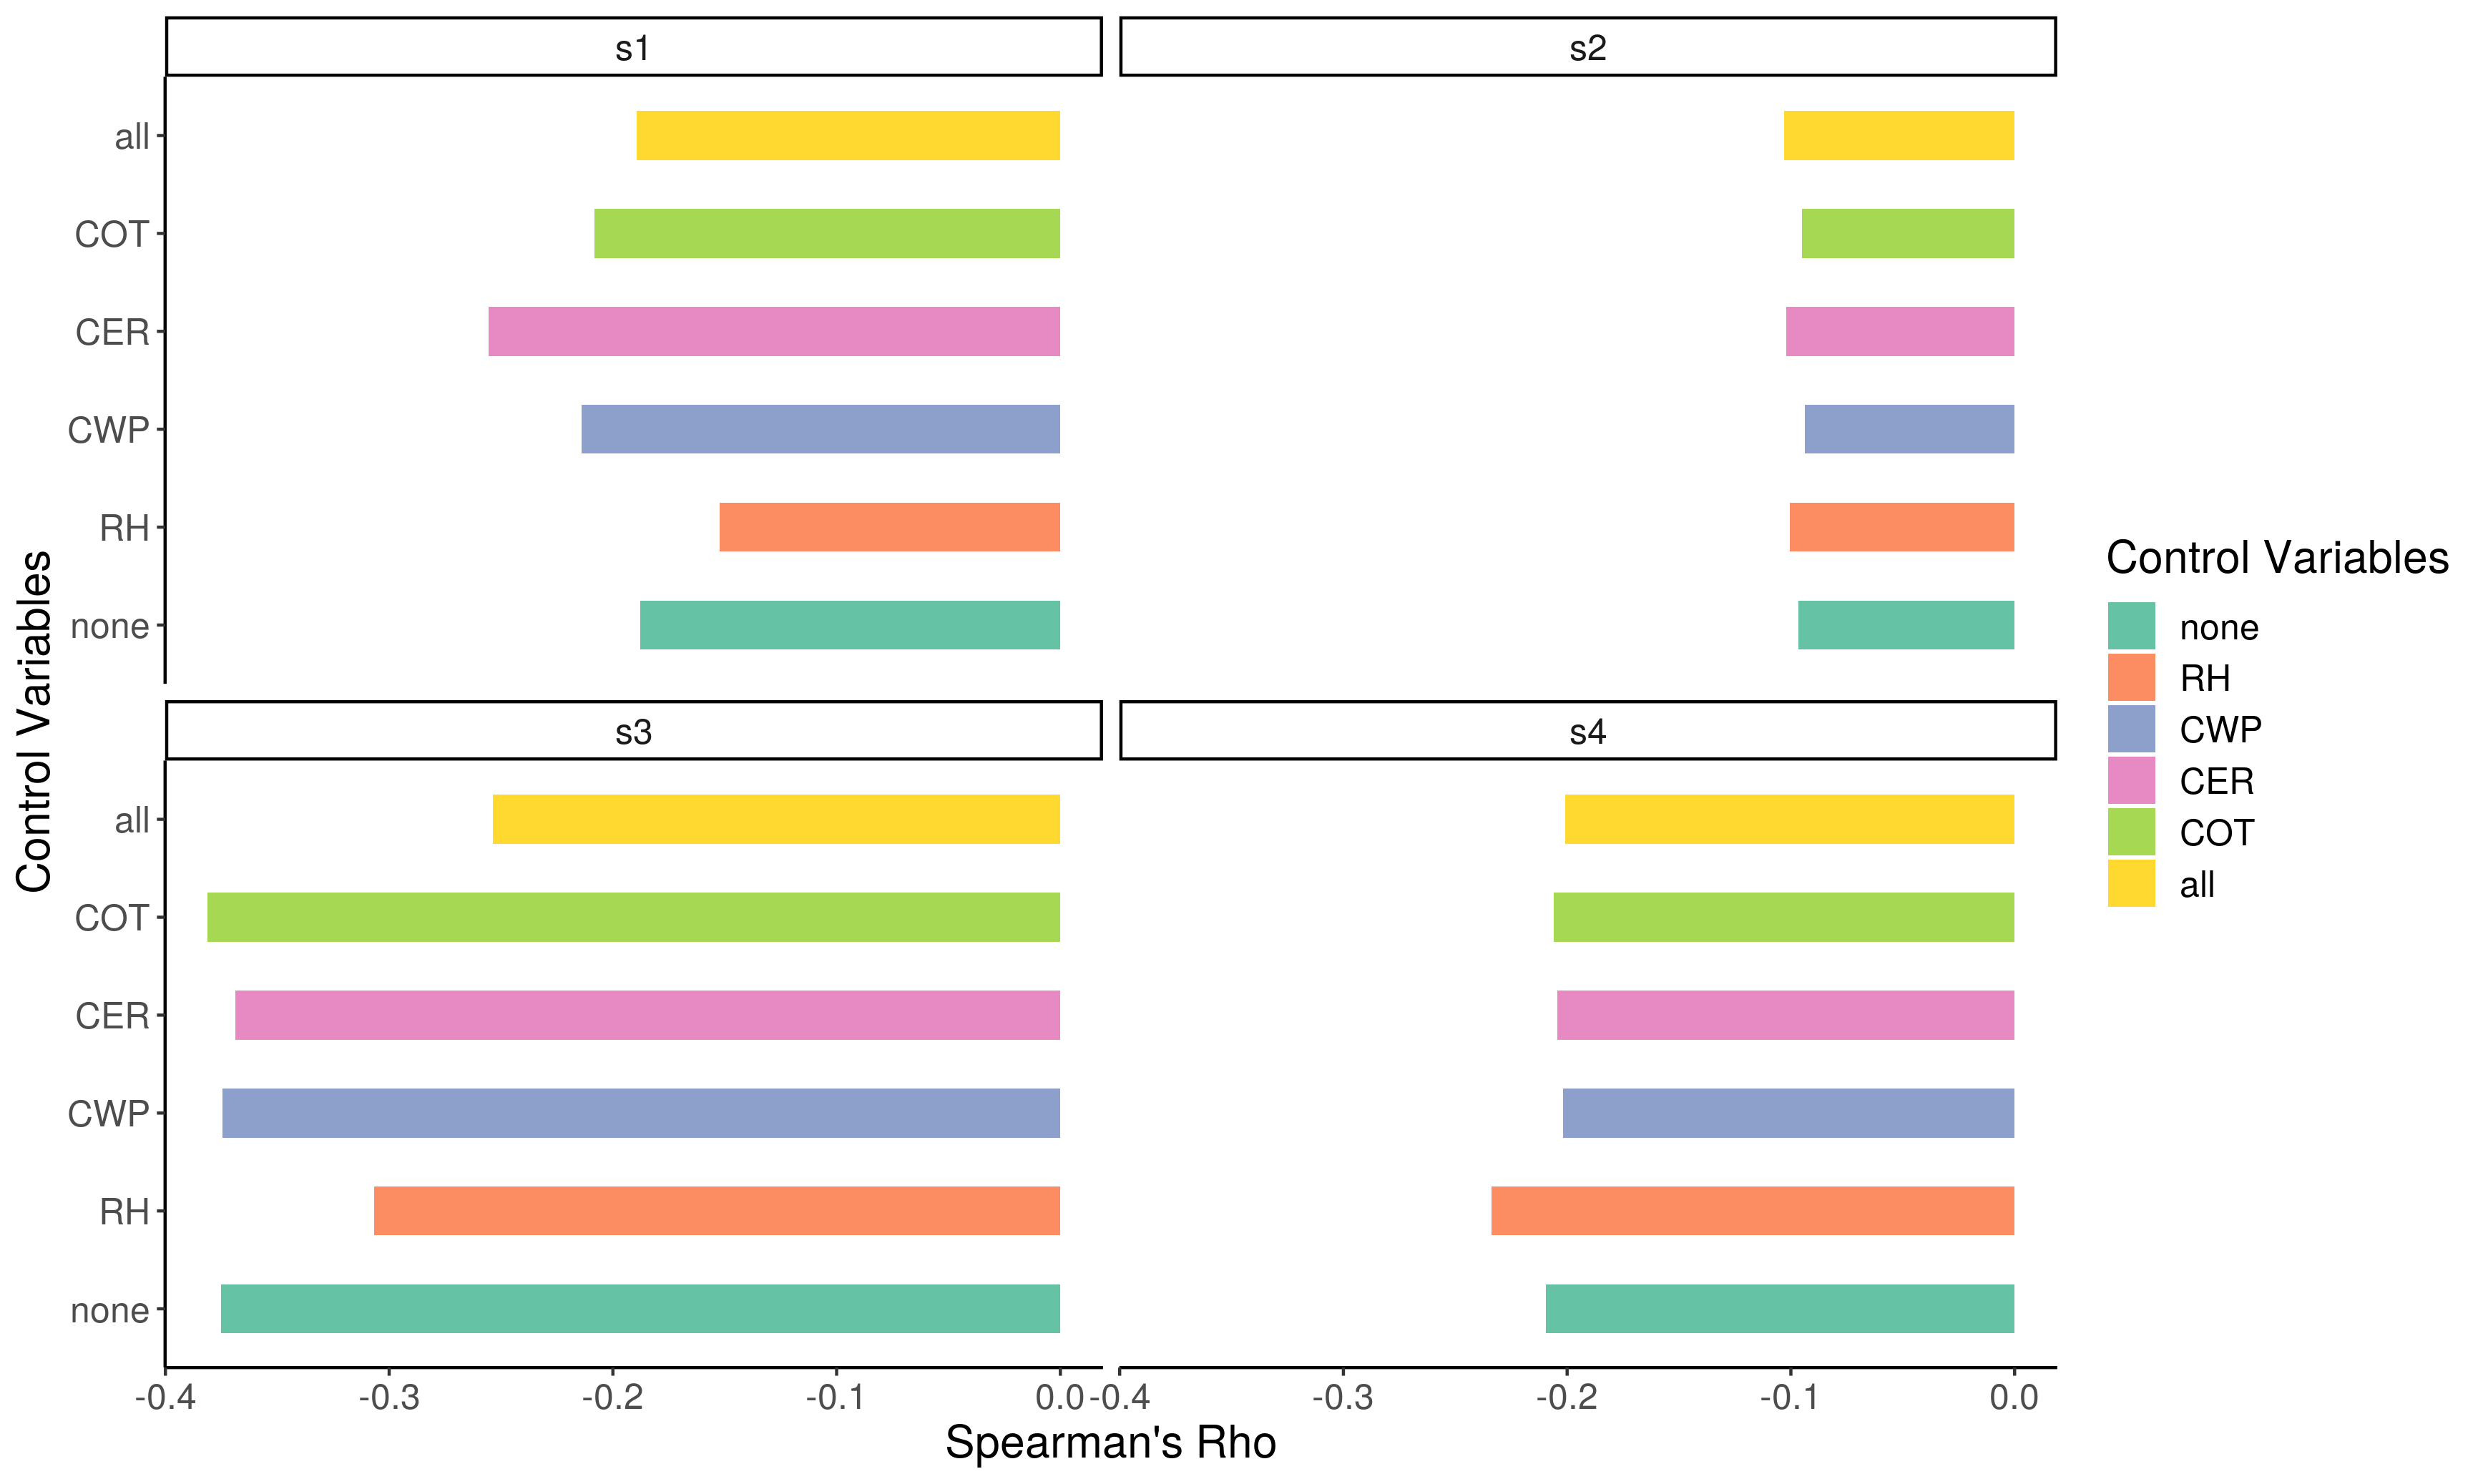 s1
s2
all
COT
CER
CWP
RH
none
s3
s4
all
COT
CER
CWP
RH
none
-0.4 -0.3 -0.2 -0.1 0.0
-0.4 -0.3 -0.2 -0.1 0.0
Spearman's Rho
Control Variables
Control Variables
none
RH
CWP
CER
COT
all